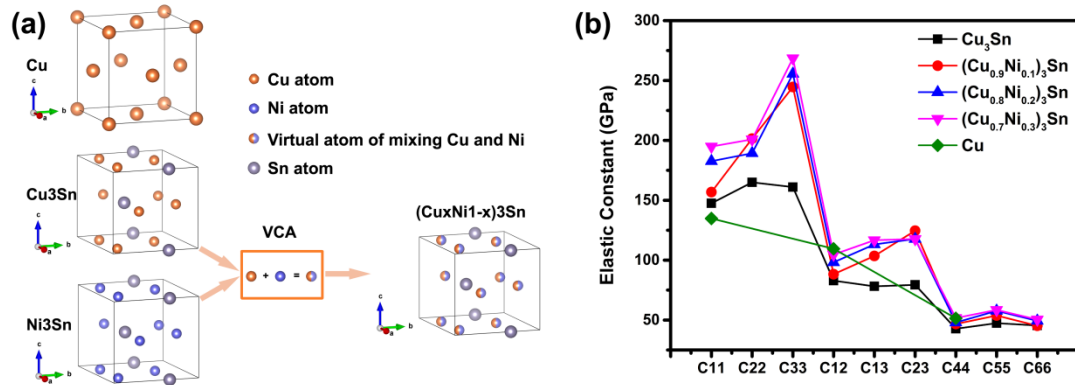 (a)
Cu
c
b
a
Cu atom
Ni atom
Virtual atom of mixing Cu and Ni
Sn atom
Cu3Sn
c
b
a
VCA
+ =
(CuxNi1-x)3Sn
c
b
a
Ni3Sn
c
b
a
(b)
Elastic Constant (GPa)
300
250
200
150
100
50
C11 C22 C33 C12 C13 C23 C44 C55 C66
Cu₃Sn
(Cu₀.₉Ni₀.₁)₃Sn
(Cu₀.₈Ni₀.₂)₃Sn
(Cu₀.₇Ni₀.₃)₃Sn
Cu